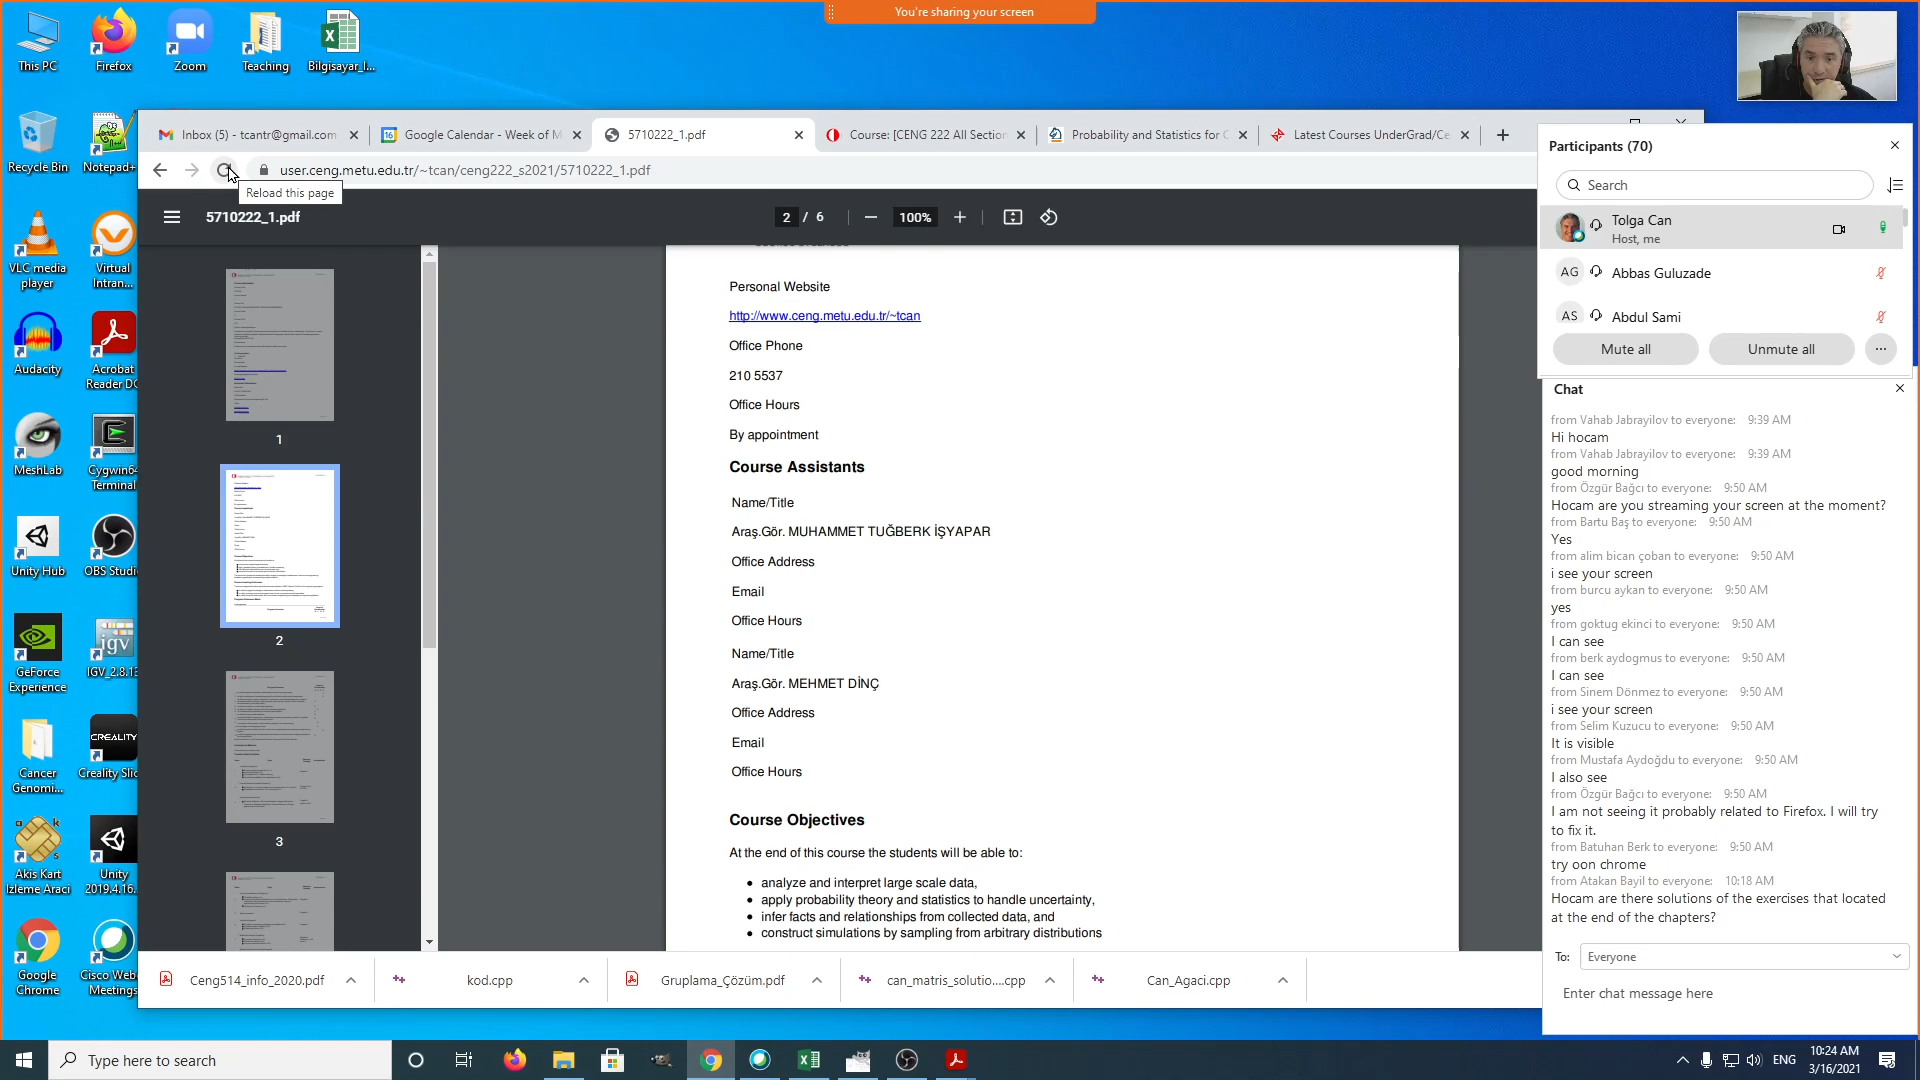 You're sharing your screen
This PC
Firefox
Zoom
Teaching
Bilgisayar_I...
Recycle Bin
Notepad+
VLC media player
Virtual Intran...
Audacity
Acrobat Reader DC
MeshLab
Cygwin64 Terminal
Unity Hub
OBS Studi
GeForce Experience
igv
IGV_2.8.13
CREALITY
Cancer Genomi...
Creality Slic
Akis Kart Izleme Araci
Unity 2019.4.16...
Google Chrome
Cisco Webe Meetings
Inbox (5) - tcantr@gmail.com
Google Calendar - Week of M
5710222_1.pdf
Course: [CENG 222 All Section
Probability and Statistics for C
Latest Courses UnderGrad/Ce
user.ceng.metu.edu.tr/~tcan/ceng222_s2021/5710222_1.pdf
Reload this page
5710222_1.pdf
2 / 6
100%
1
2
3
Personal Website
http://www.ceng.metu.edu.tr/~tcan
Office Phone
210 5537
Office Hours
By appointment
Course Assistants
Name/Title
Araş.Gör. MUHAMMET TUĞBERK İŞYAPAR
Office Address
Email
Office Hours
Name/Title
Araş.Gör. MEHMET DİNÇ
Office Address
Email
Office Hours
Course Objectives
At the end of this course the students will be able to:
• analyze and interpret large scale data,
• apply probability theory and statistics to handle uncertainty,
• infer facts and relationships from collected data, and
• construct simulations by sampling from arbitrary distributions
Ceng514_info_2020.pdf
kod.cpp
Gruplama_Çözüm.pdf
can_matris_solutio....cpp
Can_Agaci.cpp
Participants (70)
Search
Tolga Can
Host, me
AG
Abbas Guluzade
AS
Abdul Sami
Mute all
Unmute all
Chat
from Vahab Jabrayilov to everyone: 9:39 AM
Hi hocam
from Vahab Jabrayilov to everyone: 9:39 AM
good morning
from Özgür Bağcı to everyone: 9:50 AM
Hocam are you streaming your screen at the moment?
from Bartu Baş to everyone: 9:50 AM
Yes
from alim bican çoban to everyone: 9:50 AM
i see your screen
from burcu aykan to everyone: 9:50 AM
yes
from goktug ekinci to everyone: 9:50 AM
I can see
from berk aydogmus to everyone: 9:50 AM
I can see
from Sinem Dönmez to everyone: 9:50 AM
i see your screen
from Selim Kuzucu to everyone: 9:50 AM
It is visible
from Mustafa Aydoğdu to everyone: 9:50 AM
I also see
from Özgür Bağcı to everyone: 9:50 AM
I am not seeing it probably related to Firefox. I will try
to fix it.
from Batuhan Berk to everyone: 9:50 AM
try oon chrome
from Atakan Bayil to everyone: 10:18 AM
Hocam are there solutions of the exercises that located
at the end of the chapters?
To: Everyone
Enter chat message here
Type here to search
ENG
10:24 AM
3/16/2021